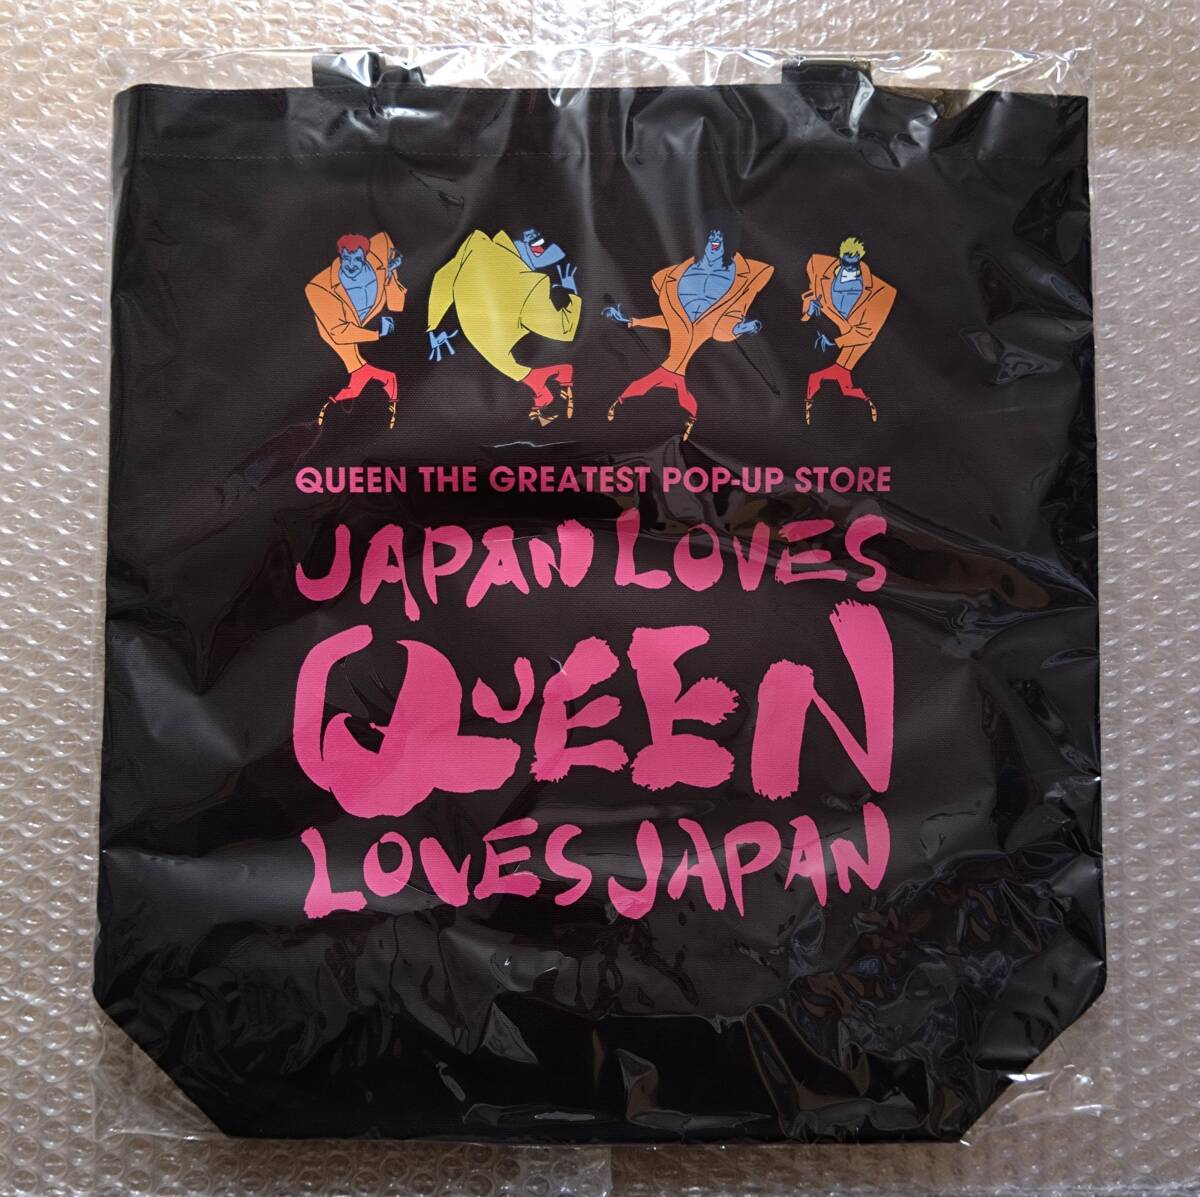 QUEEN THE GREATEST POP-UP STORE
JAPAN LOVES
QUEEN
LOVES JAPAN